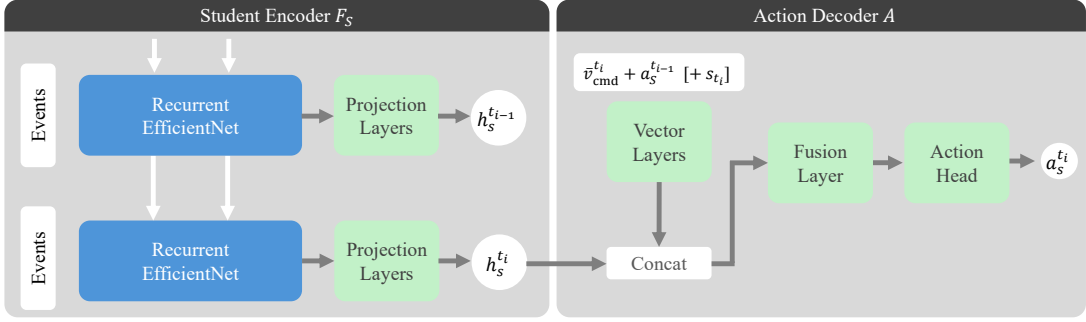 Student Encoder F_S
Events
Recurrent
EfficientNet
Projection
Layers
h_s^{t_{i-1}}
Events
Recurrent
EfficientNet
Projection
Layers
h_s^{t_i}
Action Decoder A
v̄_cmd^{t_i} + a_s^{t_{i-1}} [+ s_{t_i}]
Vector
Layers
Concat
Fusion
Layer
Action
Head
a_s^{t_i}